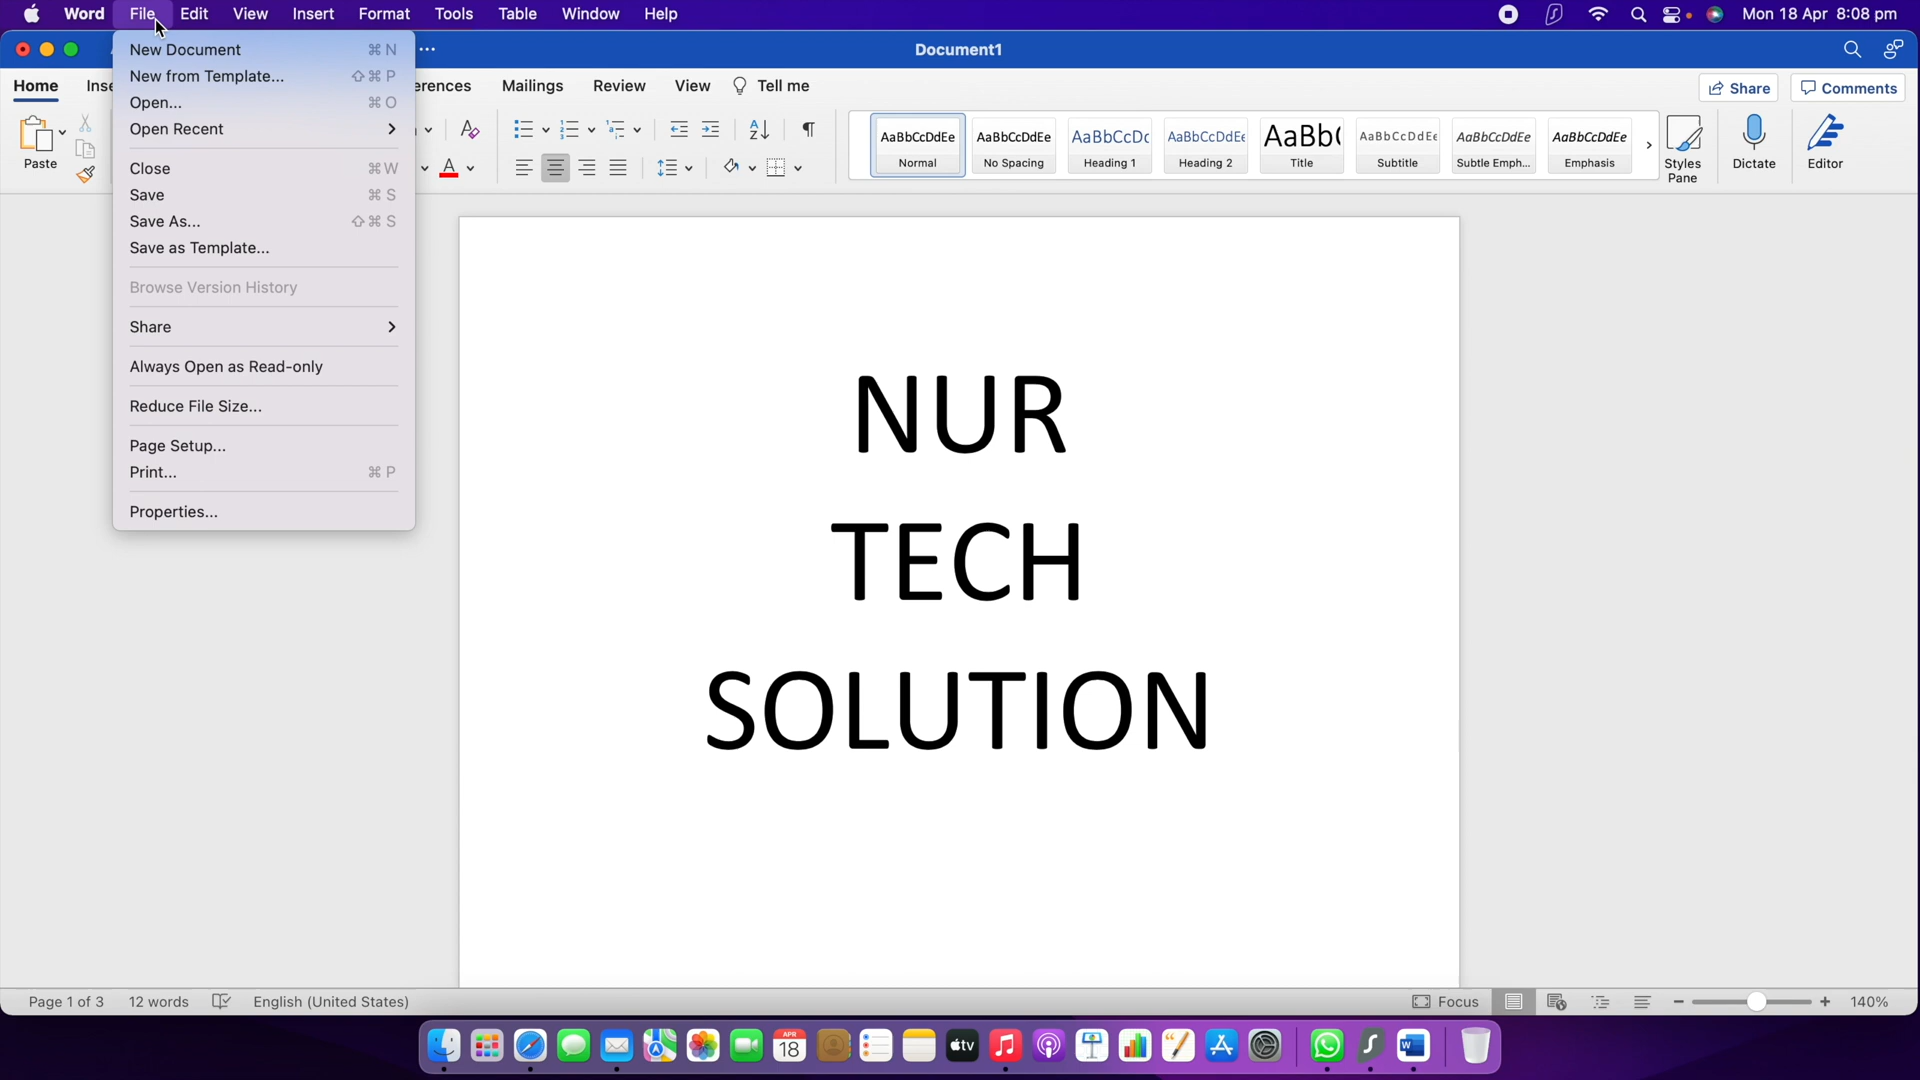 Word File Edit View Insert Format Tools Table Window Help Mon 18 Apr 8:08 pm
Document1
Home Inse erences Mailings Review View Tell me Share Comments
New Document ⌘ N
New from Template... ⇧ ⌘ P
Open... ⌘ O
Open Recent
Close ⌘ W
Save ⌘ S
Save As... ⇧ ⌘ S
Save as Template...
Browse Version History
Share
Always Open as Read-only
Reduce File Size...
Page Setup...
Print... ⌘ P
Properties...
Paste
AaBbCcDdEe AaBbCcDdEe AaBbCcDc AaBbCcDdEe AaBb( AaBbCcDdEe AaBbCcDdEe AaBbCcDdEe
Normal No Spacing Heading 1 Heading 2 Title Subtitle Subtle Emph... Emphasis
Styles
Pane
Dictate
Editor
NUR
TECH
SOLUTION
Page 1 of 3 12 words English (United States) Focus 140%
APR
18
tv
W